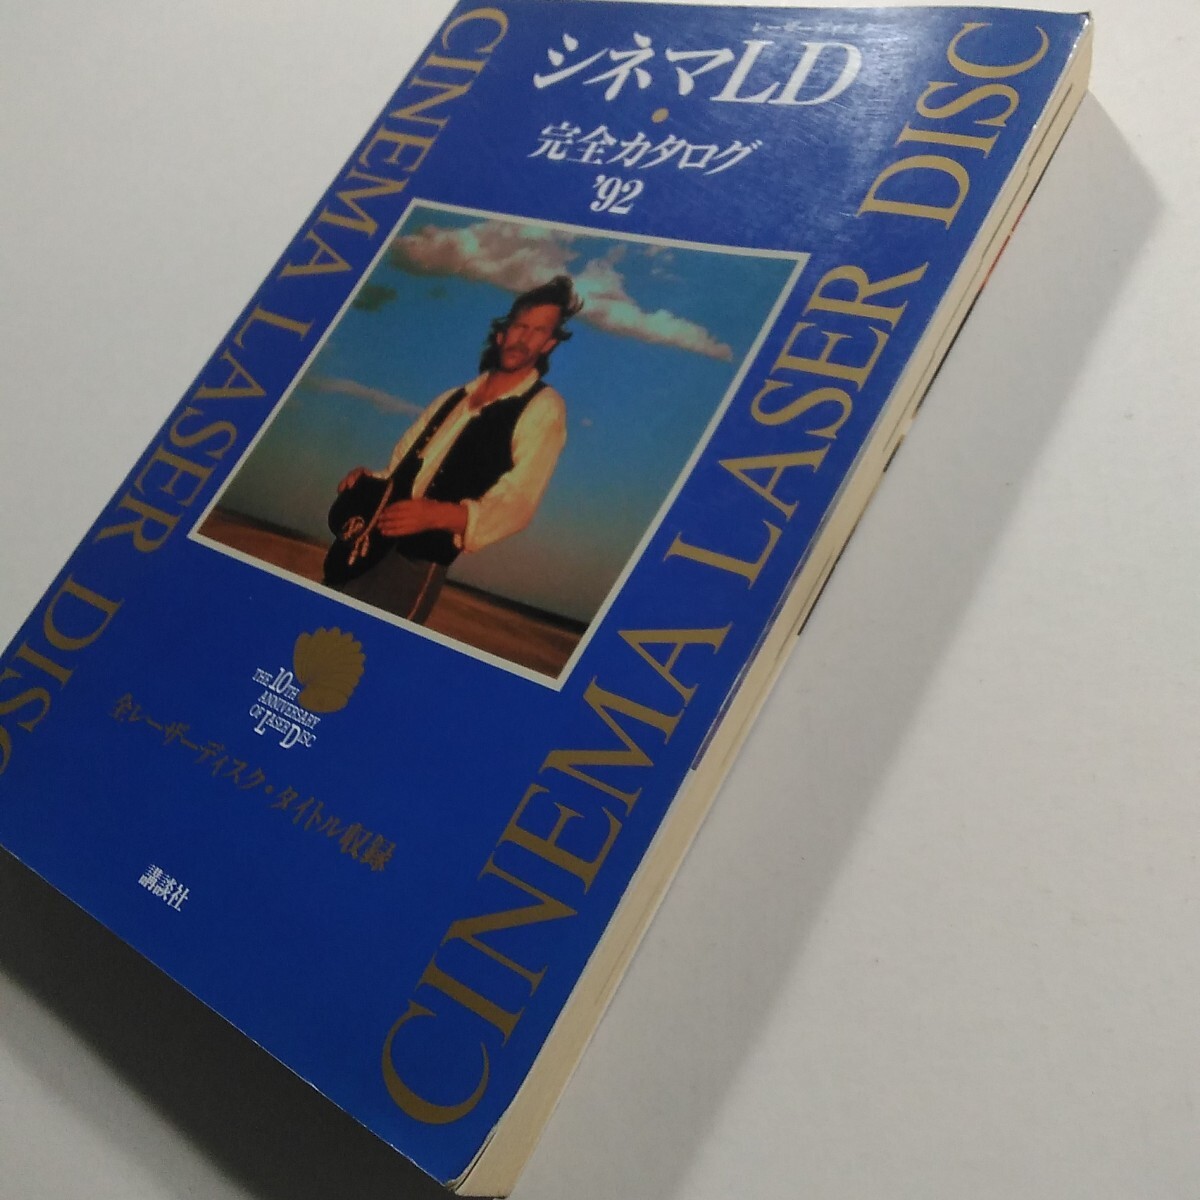 シネマLD
完全カタログ
'92
CINEMA LASER DISC
CINEMA LASER DISC
THE 10TH
ANNIVERSARY
OF LASER DISC
全レーザーディスク・タイトル収録
講談社